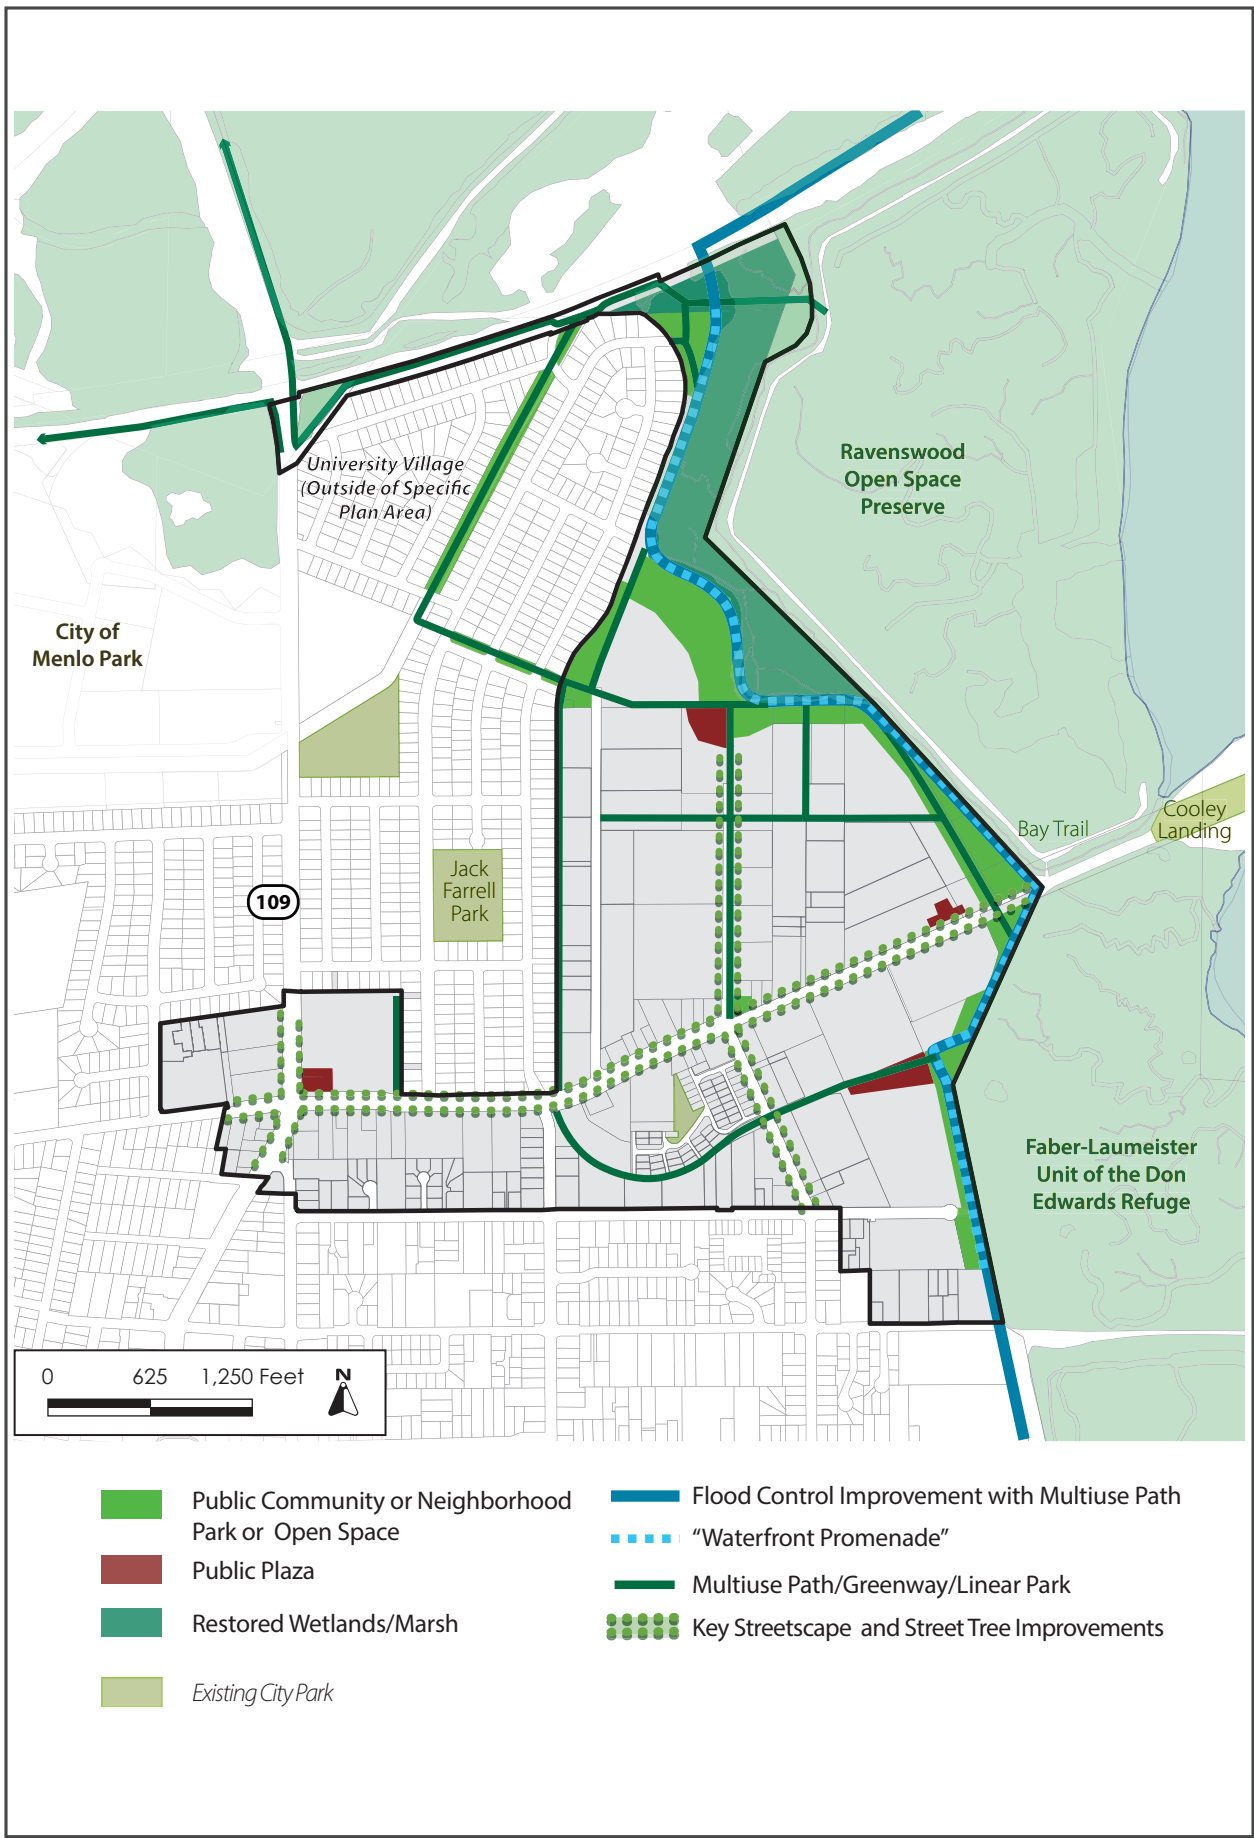 Ravenswood
Open Space
Preserve
University Village
(Outside of Specific
Plan Area)
City of
Menlo Park
Cooley
Landing
Bay Trail
Jack
Farrell
Park
109
Faber-Laumeister
Unit of the Don
Edwards Refuge
0 625 1,250 Feet
N
Public Community or Neighborhood
Park or Open Space
Public Plaza
Restored Wetlands/Marsh
Existing City Park
Flood Control Improvement with Multiuse Path
“Waterfront Promenade”
Multiuse Path/Greenway/Linear Park
Key Streetscape and Street Tree Improvements